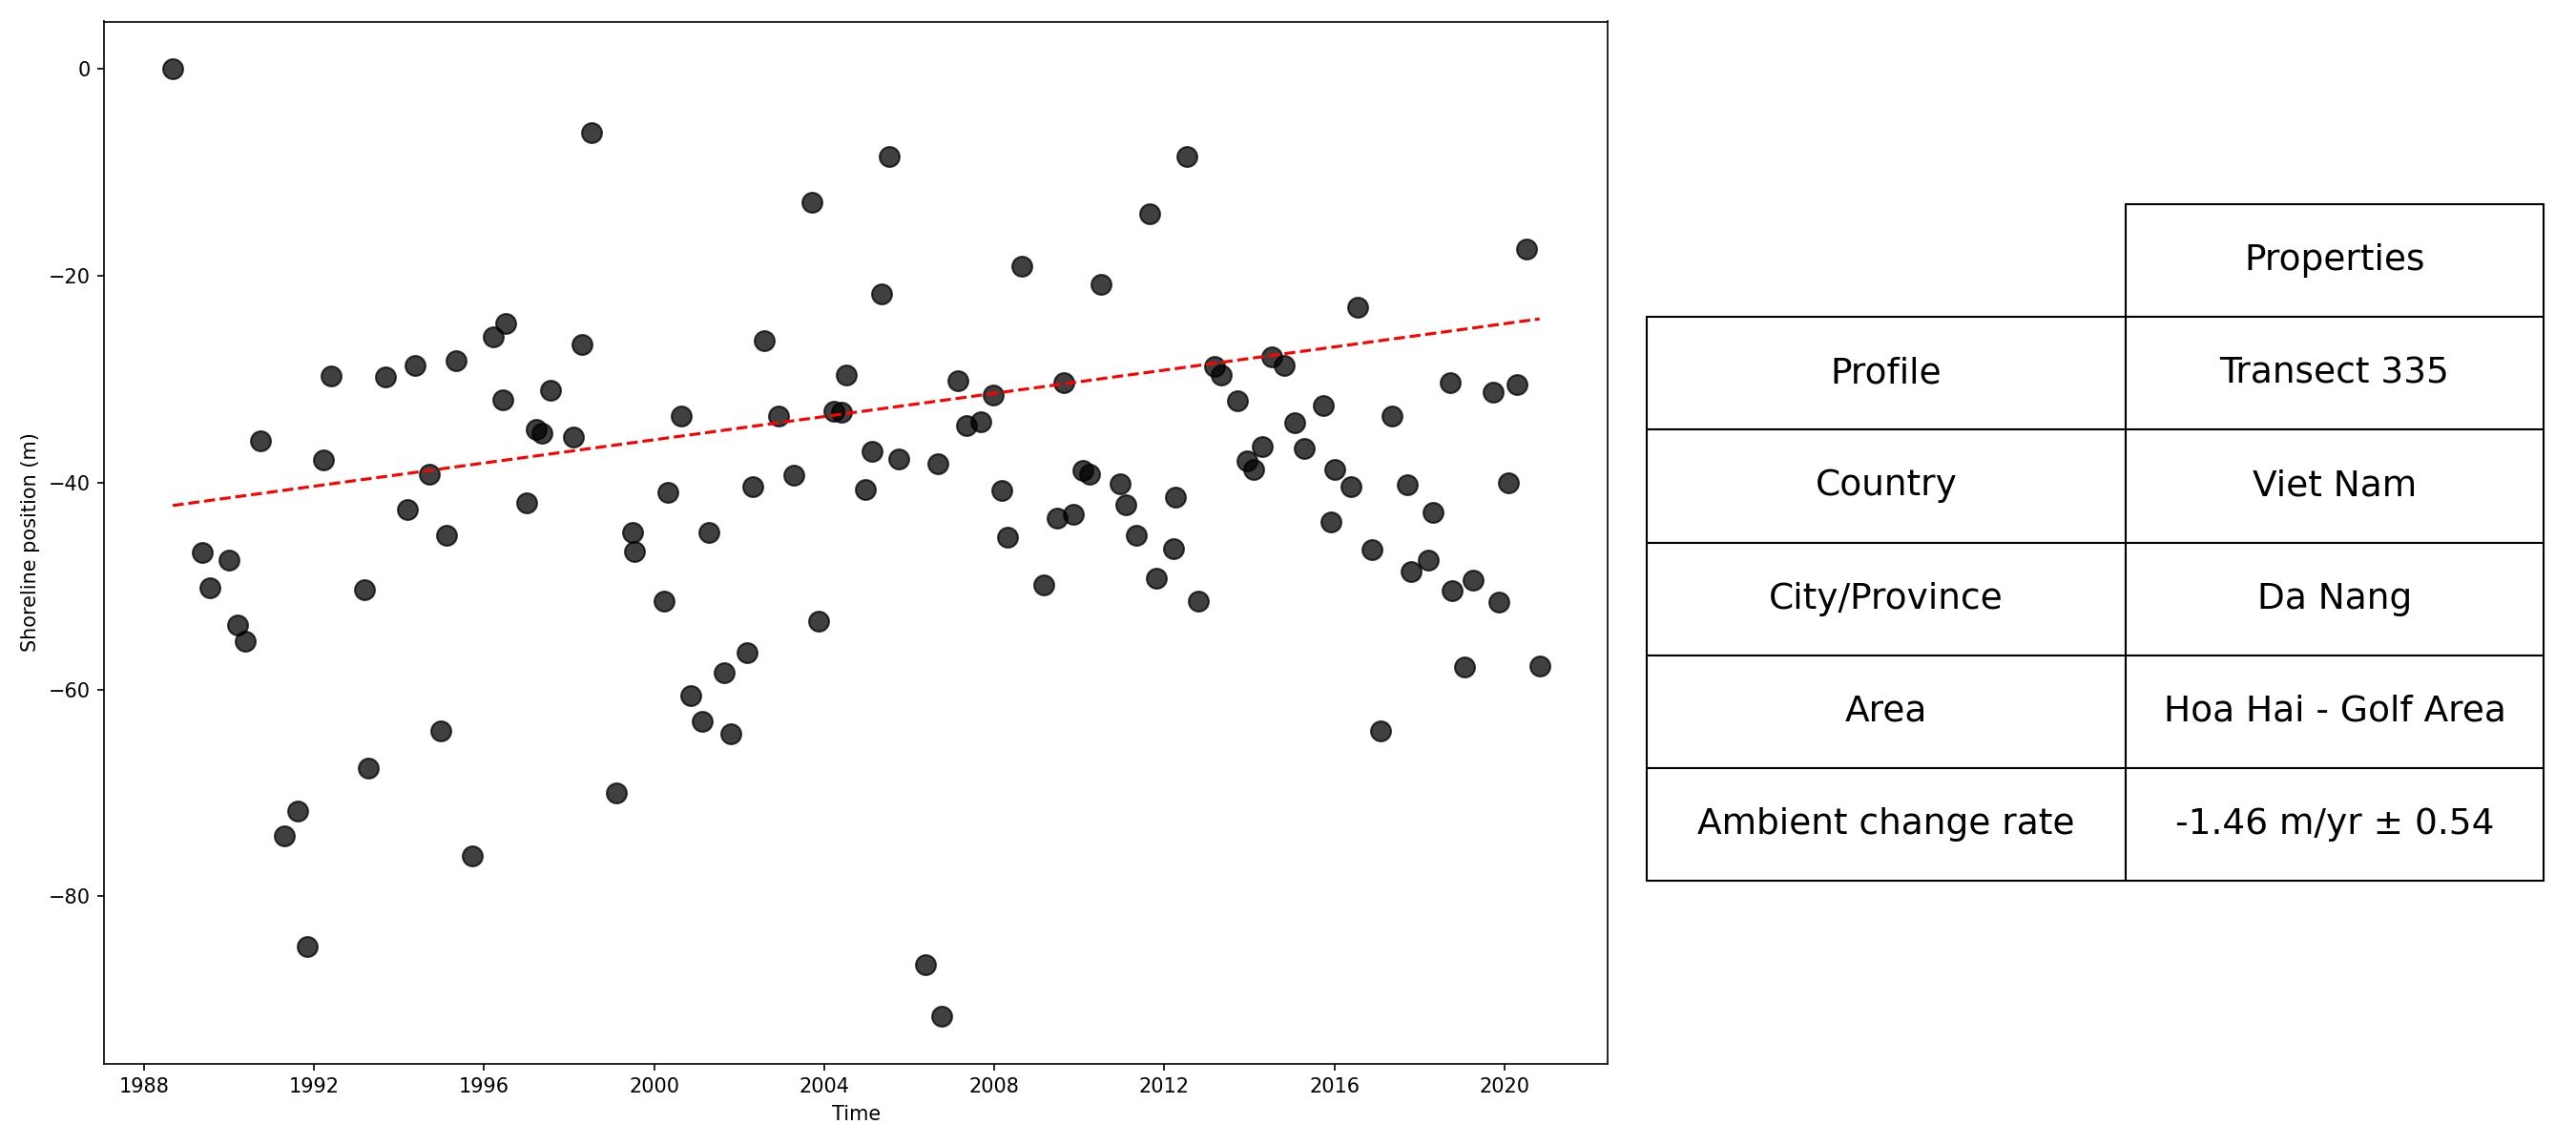 0
−20
−40
−60
−80
Shoreline position (m)
1988 1992 1996 2000 2004 2008 2012 2016 2020
Time
Properties
Profile Transect 335
Country Viet Nam
City/Province Da Nang
Area Hoa Hai - Golf Area
Ambient change rate -1.46 m/yr ± 0.54